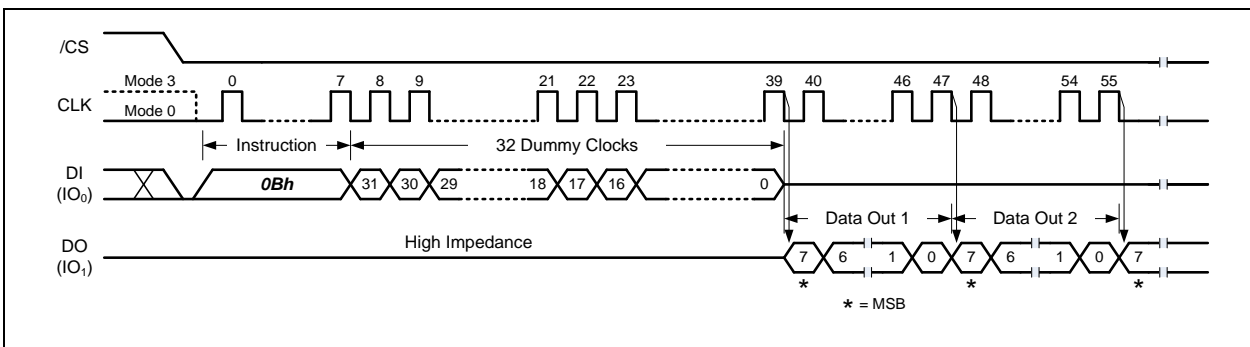 /CS
Mode 3 0 7 8 9 21 22 23 39 40 46 47 48 54 55
CLK
Mode 0
Instruction 32 Dummy Clocks
DI
(IO₀)
0Bh 31 30 29 18 17 16 0
Data Out 1 Data Out 2
High Impedance
DO
(IO₁)
7 6 1 0 7 6 1 0 7
* * *
* = MSB